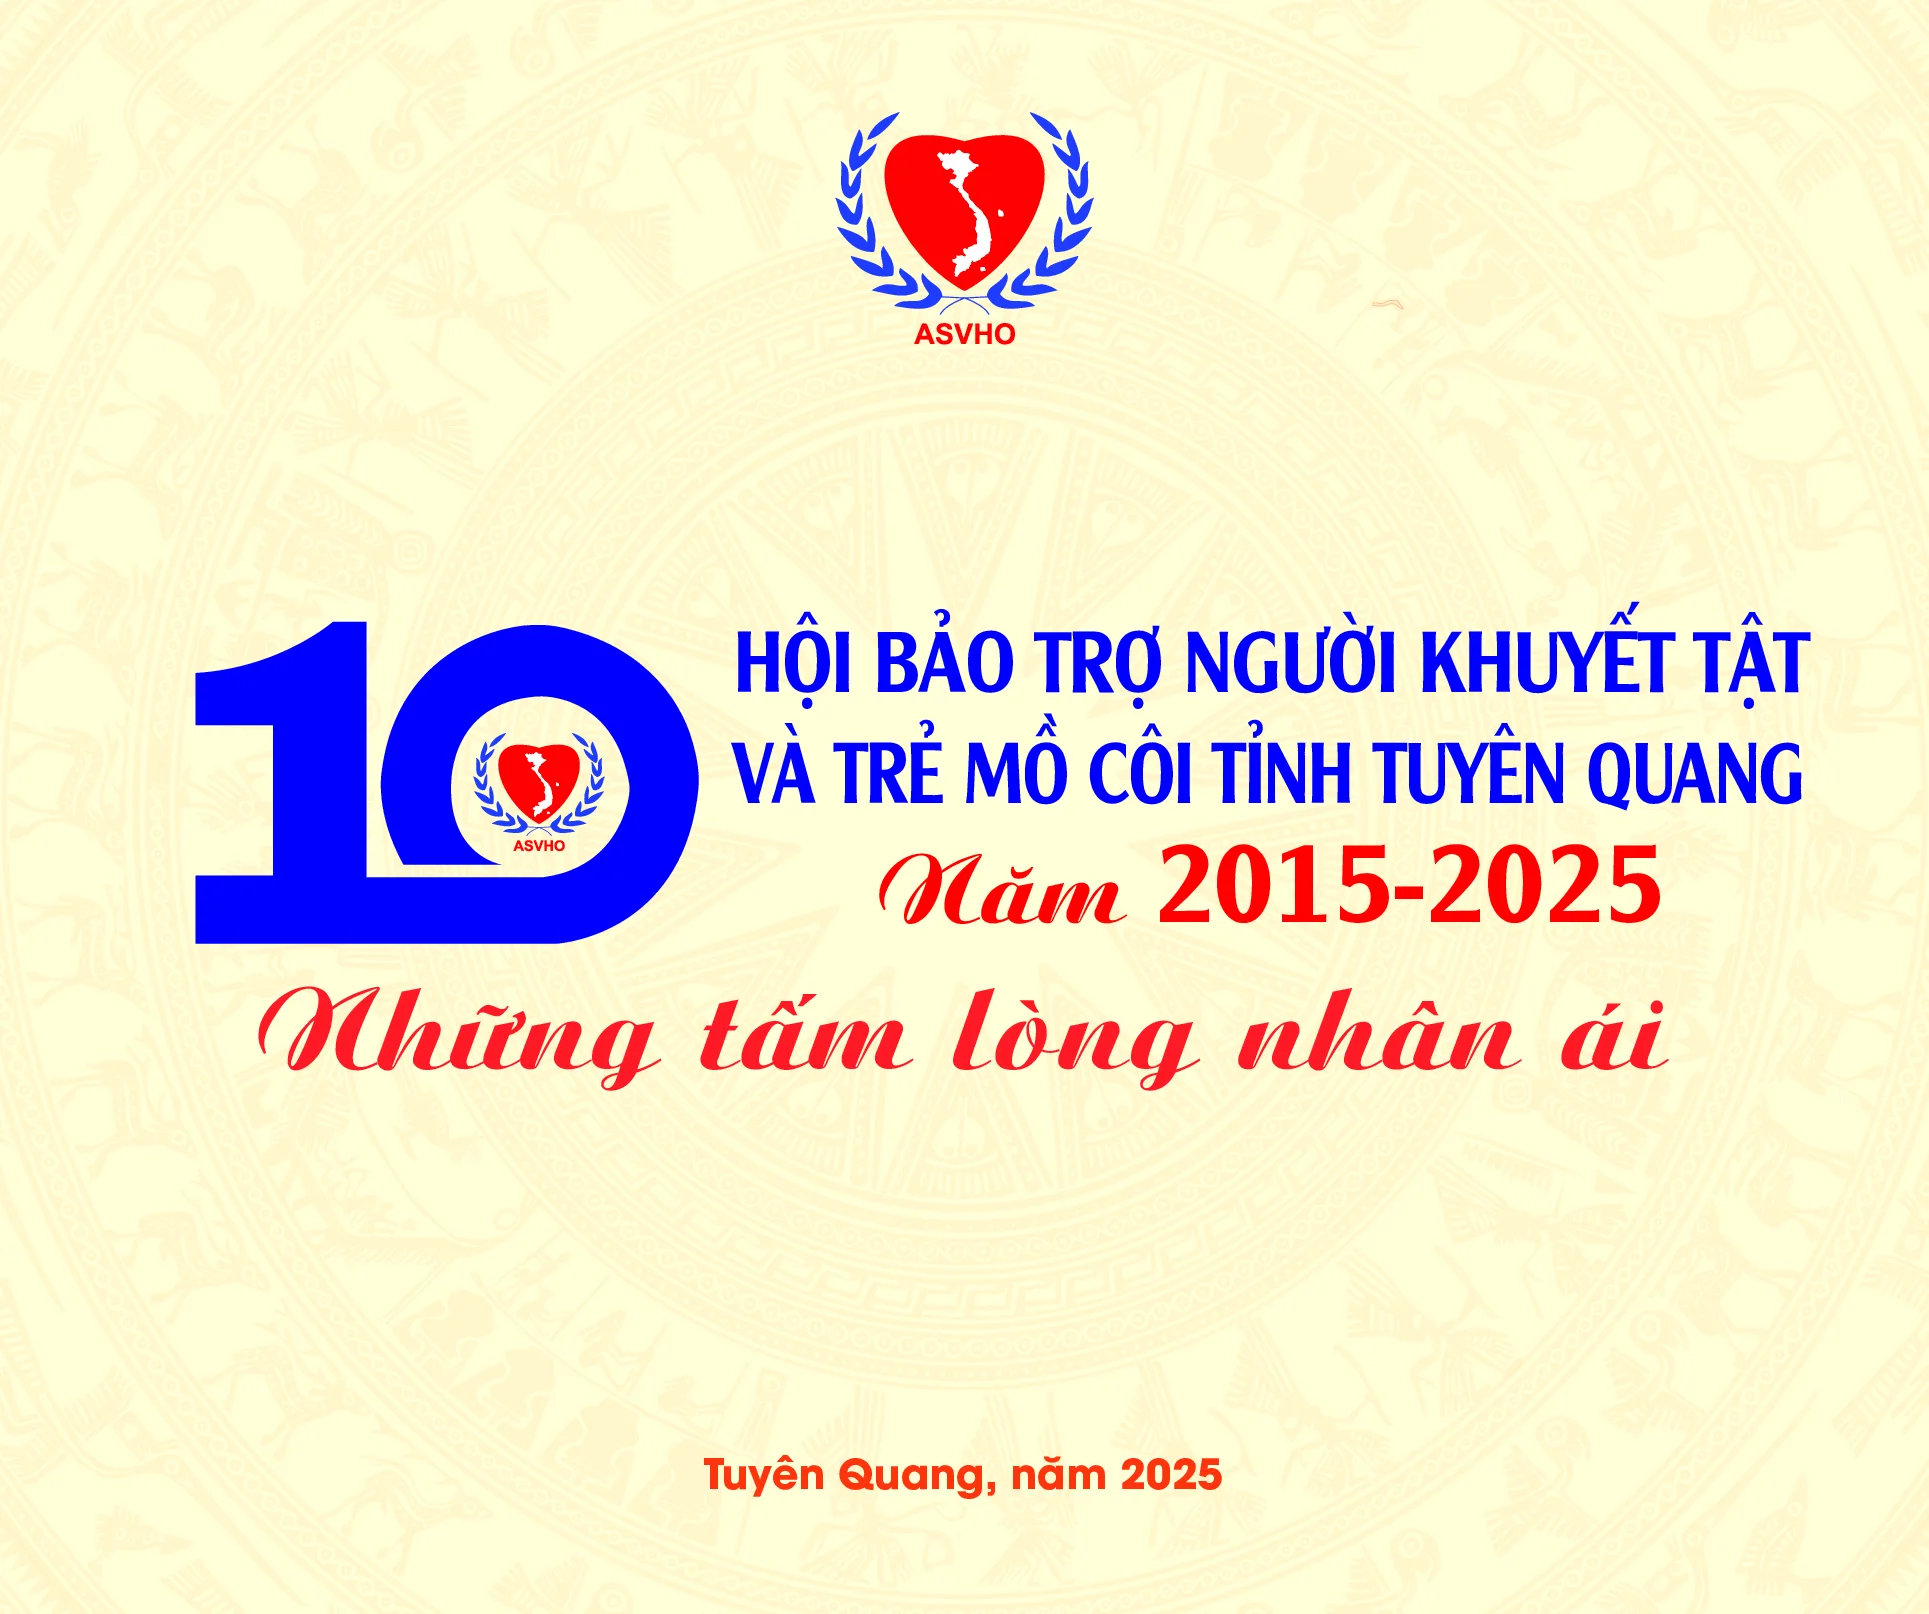 ASVHO
10
ASVHO
HỘI BẢO TRỢ NGƯỜI KHUYẾT TẬT
VÀ TRẺ MỒ CÔI TỈNH TUYÊN QUANG
Năm 2015-2025
Những tấm lòng nhân ái
Tuyên Quang, năm 2025